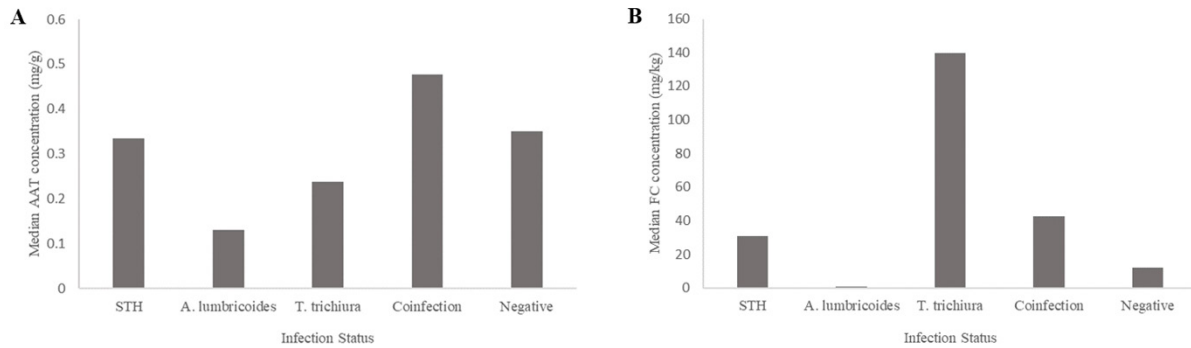 A
Median AAT concentration (mg/g)
0.6
0.5
0.4
0.3
0.2
0.1
0
STH A. lumbricoides T. trichiura Coinfection Negative
Infection Status
B
Median FC concentration (mg/kg)
160
140
120
100
80
60
40
20
0
STH A. lumbricoides T. trichiura Coinfection Negative
Infection Status